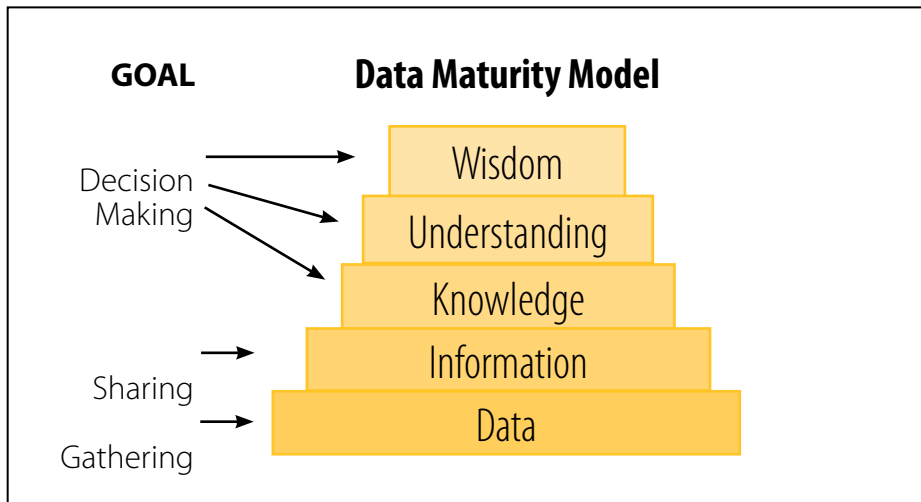 GOAL
Data Maturity Model
Decision
Making
Wisdom
Understanding
Knowledge
Sharing
Information
Gathering
Data